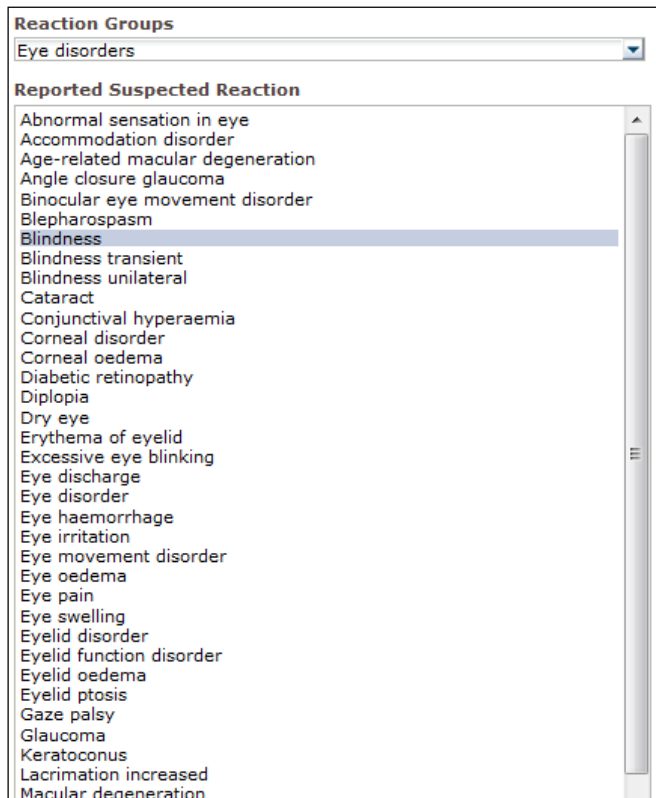 Reaction Groups
Eye disorders
Reported Suspected Reaction
Abnormal sensation in eye
Accommodation disorder
Age-related macular degeneration
Angle closure glaucoma
Binocular eye movement disorder
Blepharospasm
Blindness
Blindness transient
Blindness unilateral
Cataract
Conjunctival hyperaemia
Corneal disorder
Corneal oedema
Diabetic retinopathy
Diplopia
Dry eye
Erythema of eyelid
Excessive eye blinking
Eye discharge
Eye disorder
Eye haemorrhage
Eye irritation
Eye movement disorder
Eye oedema
Eye pain
Eye swelling
Eyelid disorder
Eyelid function disorder
Eyelid oedema
Eyelid ptosis
Gaze palsy
Glaucoma
Keratoconus
Lacrimation increased
Macular degeneration